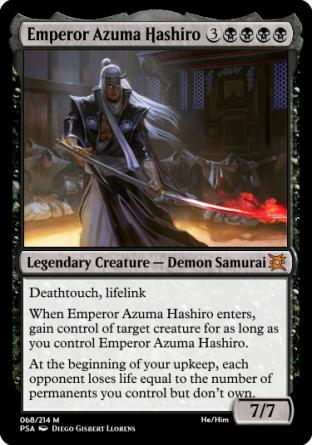 Emperor Azuma Hashiro 3
Legendary Creature — Demon Samurai
Deathtouch, lifelink
When Emperor Azuma Hashiro enters,
gain control of target creature for as long as
you control Emperor Azuma Hashiro.
At the beginning of your upkeep, each
opponent loses life equal to the number of
permanents you control but don't own.
7/7
068/214 M
He/Him
PSA DIEGO GISBERT LLORENS